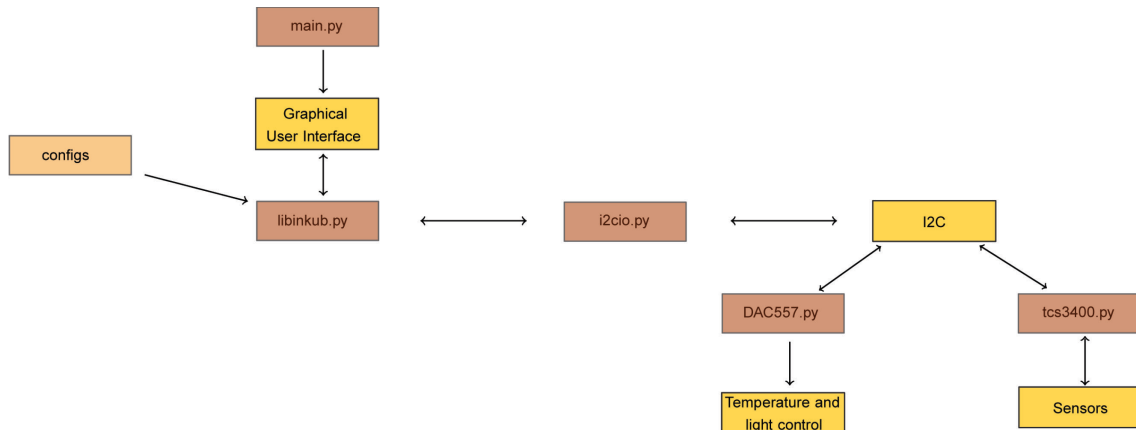 main.py
Graphical
User Interface
configs
libinkub.py
i2cio.py
I2C
DAC557.py
tcs3400.py
Temperature and
light control
Sensors